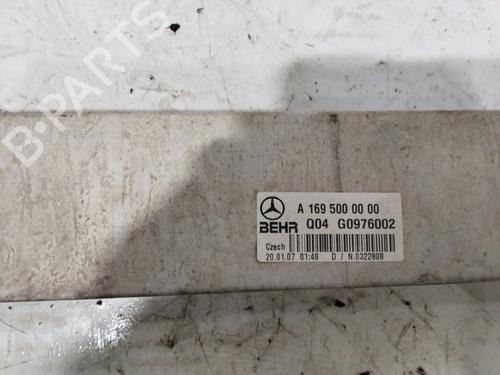 B-PARTS
A 169 500 00 00
BEHR Q04 G0976002
Czech
20.01.07 01:49 D / N.0322808